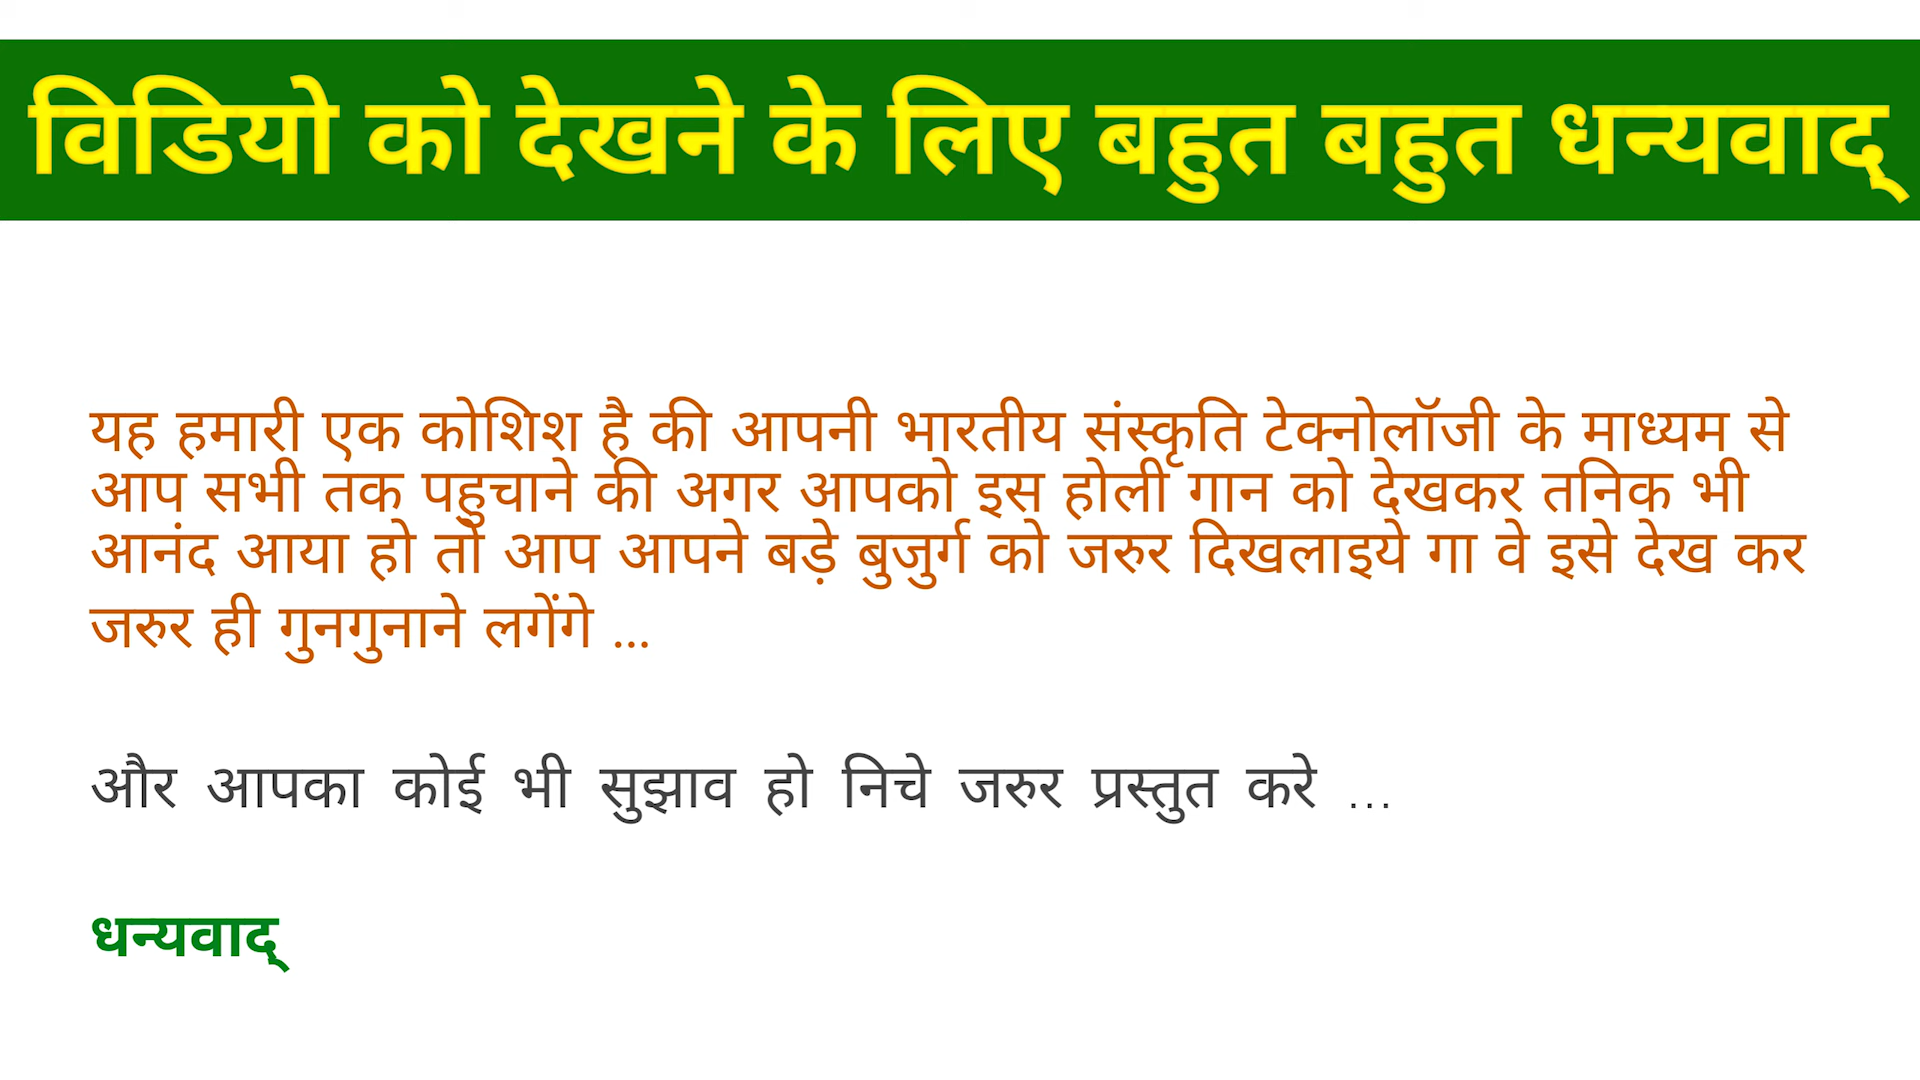 विडियो को देखने के लिए बहुत बहुत धन्यवाद्
यह हमारी एक कोशिश है की आपनी भारतीय संस्कृति टेक्नोलॉजी के माध्यम से
आप सभी तक पहुचाने की अगर आपको इस होली गान को देखकर तनिक भी
आनंद आया हो तो आप आपने बड़े बुजुर्ग को जरुर दिखलाइये गा वे इसे देख कर
जरुर ही गुनगुनाने लगेंगे ...
और आपका कोई भी सुझाव हो निचे जरुर प्रस्तुत करे ...
धन्यवाद्